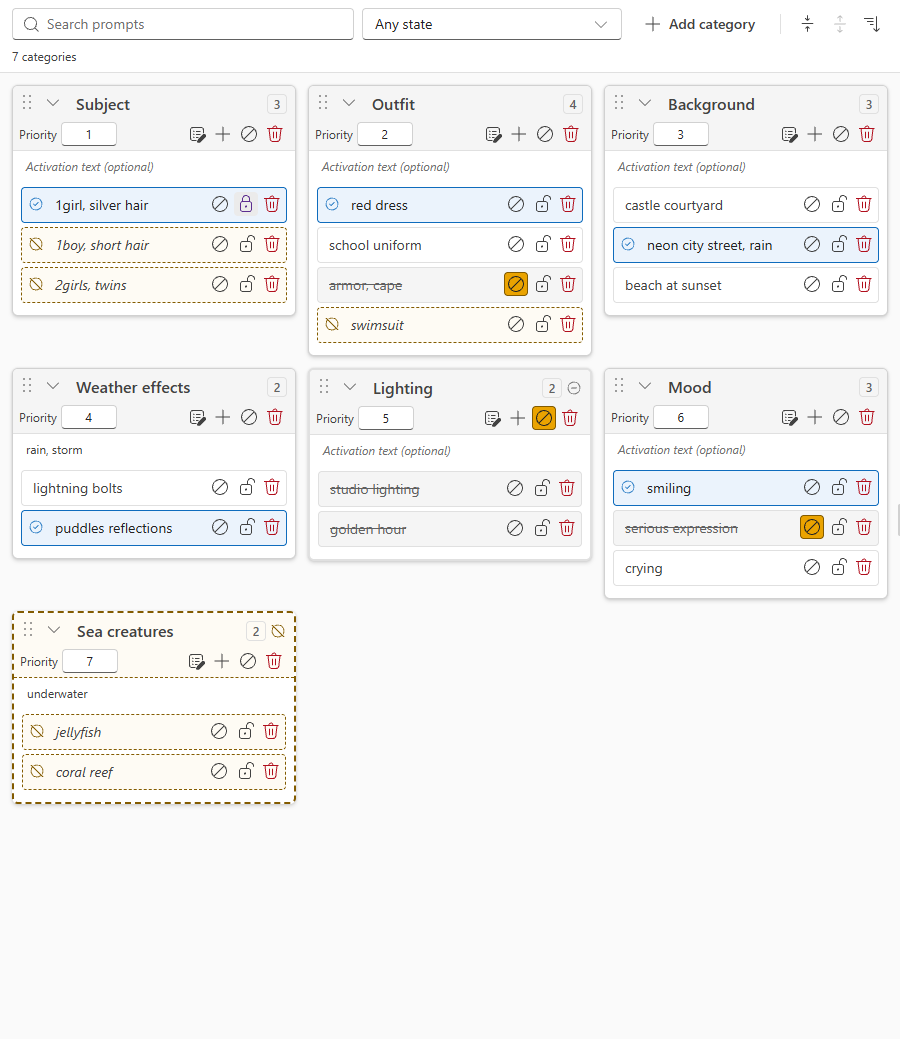 Search prompts
Any state
Add category
7 categories
Subject 3
Priority 1
Activation text (optional)
1girl, silver hair
1boy, short hair
2girls, twins
Outfit 4
Priority 2
Activation text (optional)
red dress
school uniform
armor, cape
swimsuit
Background 3
Priority 3
Activation text (optional)
castle courtyard
neon city street, rain
beach at sunset
Weather effects 2
Priority 4
rain, storm
lightning bolts
puddles reflections
Lighting 2
Priority 5
Activation text (optional)
studio lighting
golden hour
Mood 3
Priority 6
Activation text (optional)
smiling
serious expression
crying
Sea creatures 2
Priority 7
underwater
jellyfish
coral reef